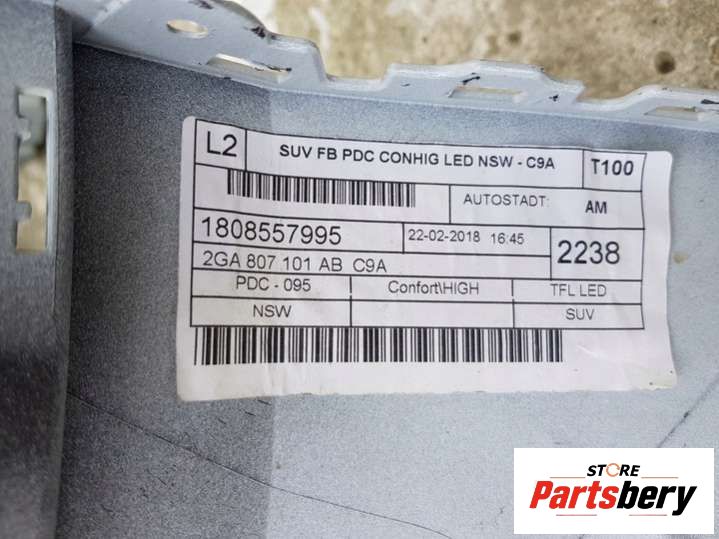 L2 SUV FB PDC CONHIG LED NSW - C9A T100
AUTOSTADT: AM
1808557995 22-02-2018 16:45 2238
2GA 807 101 AB C9A
PDC - 095 Confort\HIGH TFL LED
NSW SUV
STORE
Partsbery